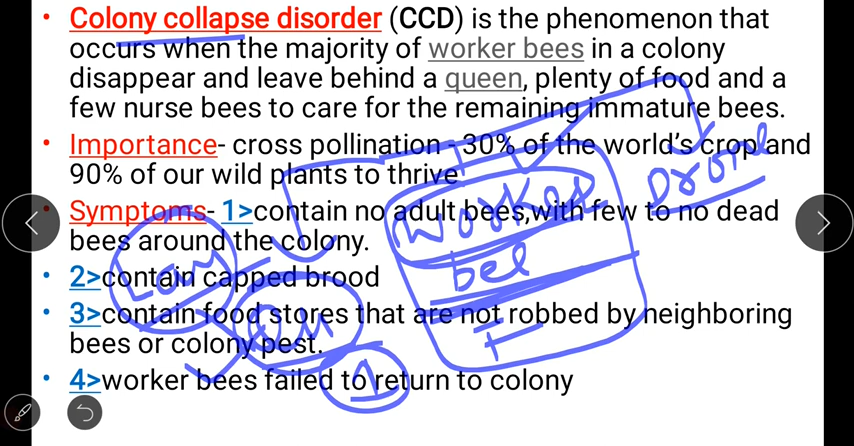 • Colony collapse disorder (CCD) is the phenomenon that
occurs when the majority of worker bees in a colony
disappear and leave behind a queen, plenty of food and a
few nurse bees to care for the remaining immature bees.
• Importance- cross pollination - 30% of the world's crop and
90% of our wild plants to thrive
• Symptoms- 1>contain no adult bees,with few to no dead
bees around the colony.
• 2>contain capped brood
• 3>contain food stores that are not robbed by neighboring
bees or colony pest.
• 4>worker bees failed to return to colony
Drone
Worker
bee
F
1